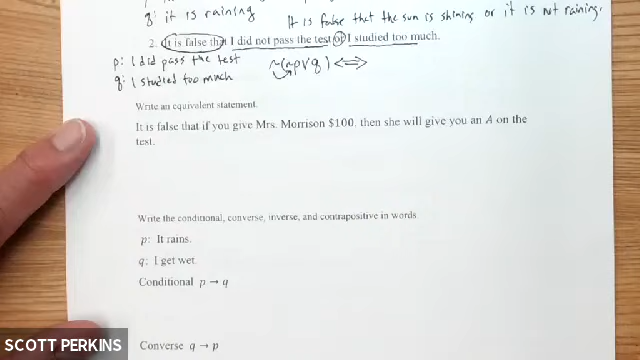 q: it is raining
It is false that the sun is shining or it is not raining.
2. It is false that I did not pass the test or I studied too much.
p: I did pass the test
q: I studied too much
~(~p∨q) ⟺
Write an equivalent statement.
It is false that if you give Mrs. Morrison $100, then she will give you an A on the
test.
Write the conditional, converse, inverse, and contrapositive in words
p: It rains.
q: I get wet.
Conditional p → q
Converse q → p
SCOTT PERKINS